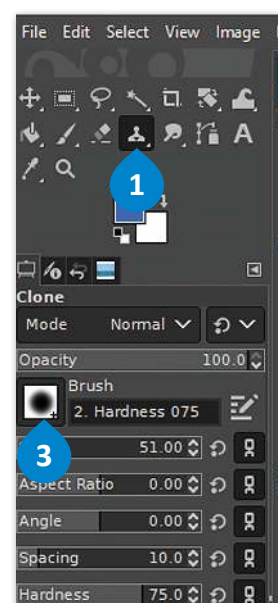 File Edit Select View Image
A
1
Clone
Mode Normal
Opacity 100.0
Brush
2. Hardness 075
3
51.00
Aspect Ratio 0.00
Angle 0.00
Spacing 10.0
Hardness 75.0